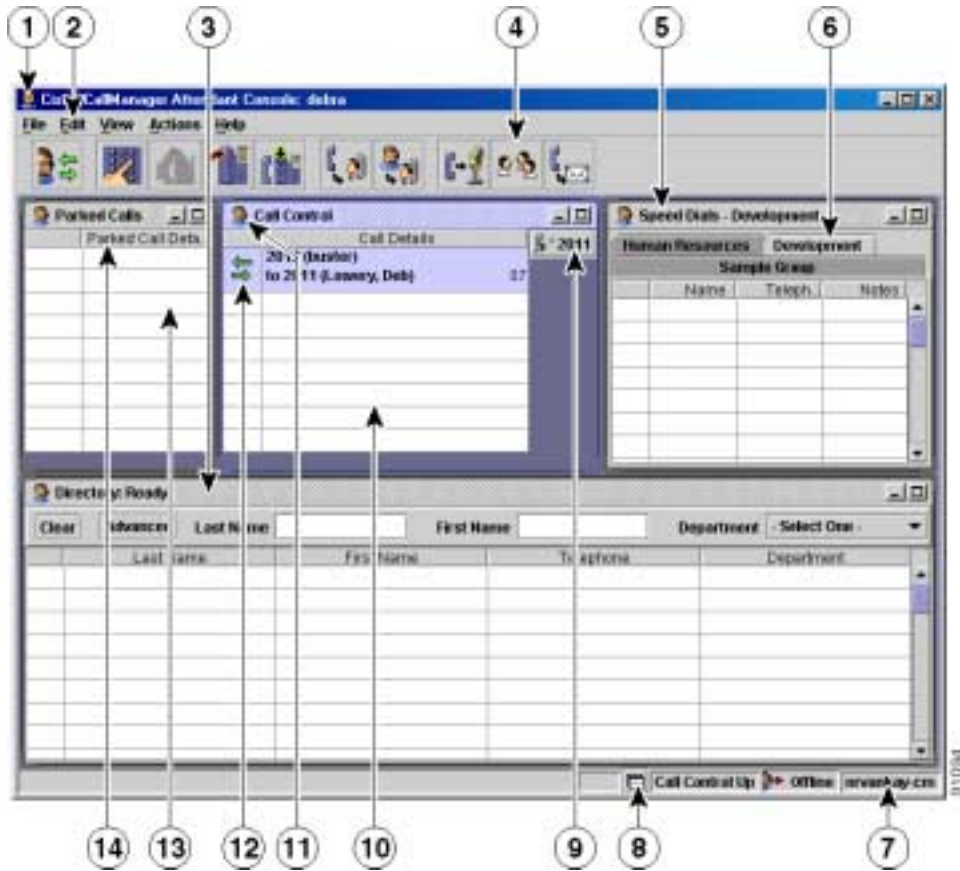 1 2 3 4 5 6
CallManager Attendant Console: debra
File Edit View Actions Help
Parked Calls
Call Control
Speed Dials - Development
Parked Call Deta
Call Details
2011
Human Resources Development
(buster)
to 2011 (Lowery, Deb) 07
Sample Group
Name Teleph.. Notes
Directory: Ready
Clear Advanced Last Name First Name Department - Select One -
Last Name First Name Telephone Department
Call Control Up Offline
14 13 12 11 10 9 8 7